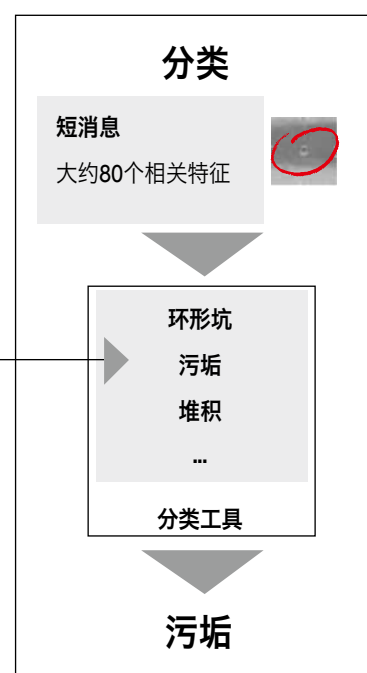 分类
短消息
大约80个相关特征
环形坑
污垢
堆积
...
分类工具
污垢